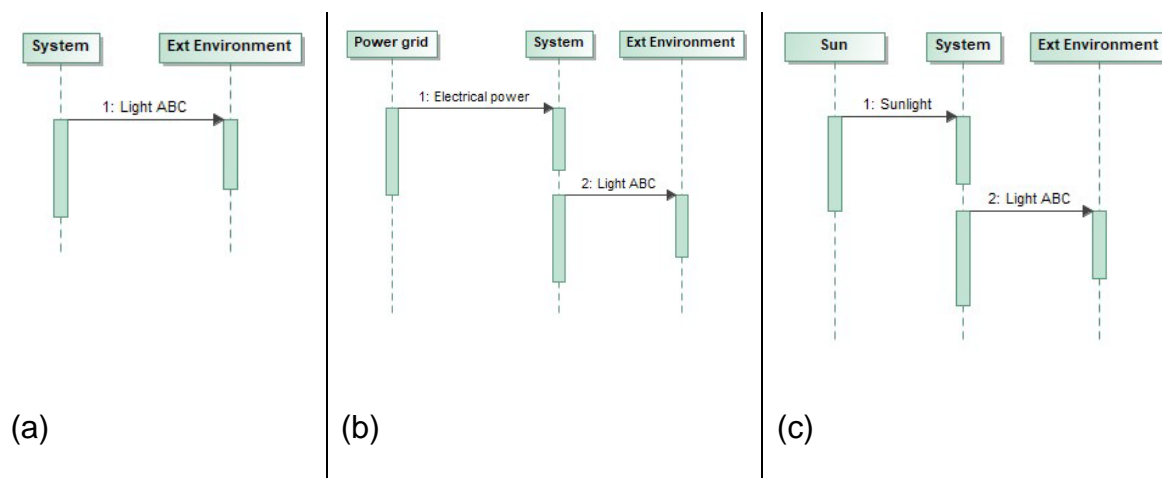 System
Ext Environment
1: Light ABC
(a)
Power grid
System
Ext Environment
1: Electrical power
2: Light ABC
(b)
Sun
System
Ext Environment
1: Sunlight
2: Light ABC
(c)